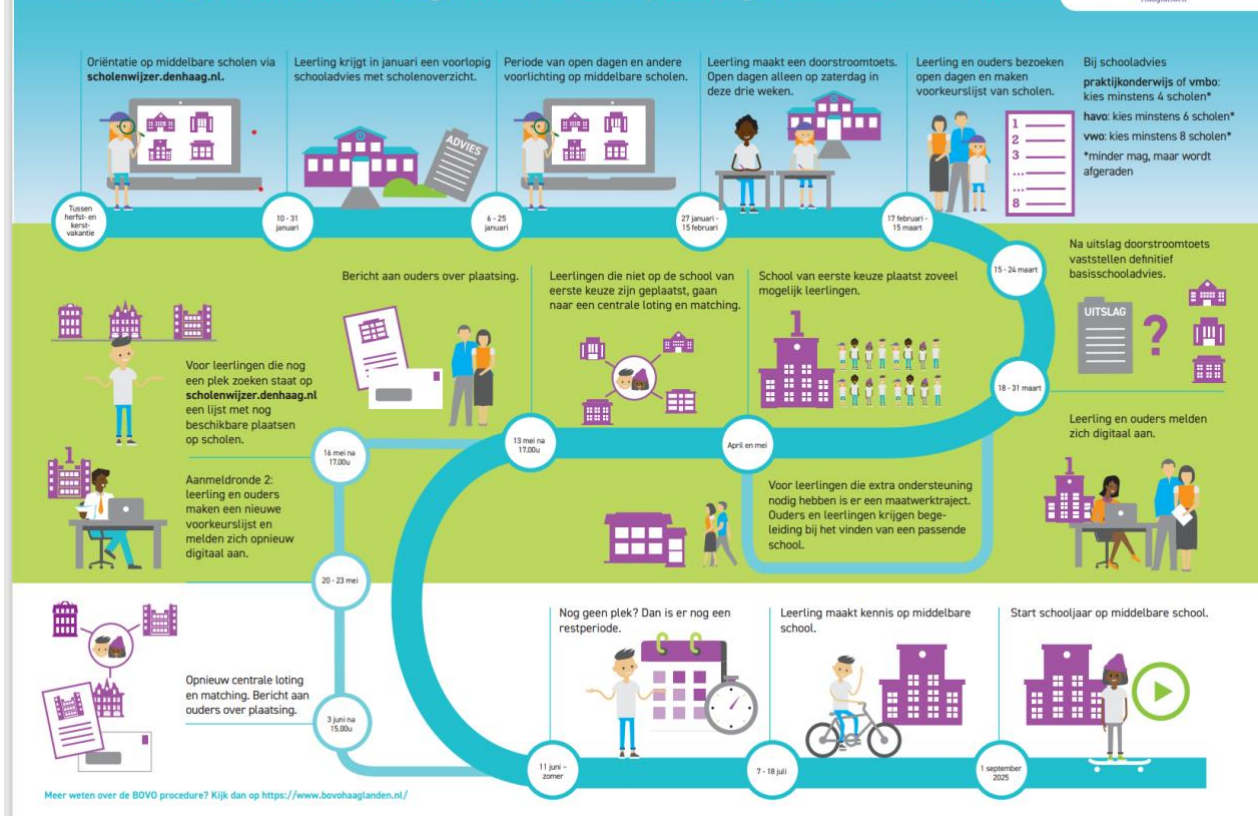 Oriëntatie op middelbare scholen via
scholenwijzer.denhaag.nl.
Leerling krijgt in januari een voorlopig
schooladvies met scholenoverzicht.
Periode van open dagen en andere
voorlichting op middelbare scholen.
Leerling maakt een doorstroomtoets.
Open dagen alleen op zaterdag in
deze drie weken.
Leerling en ouders bezoeken
open dagen en maken
voorkeurslijst van scholen.
Bij schooladvies
praktijkonderwijs of vmbo:
kies minstens 4 scholen*
havo: kies minstens 6 scholen*
vwo: kies minstens 8 scholen*
*minder mag, maar wordt
afgeraden
ADVIES
1
2
3
...
...
8
Tussen
herfst- en
kerst-
vakantie
10 - 31
januari
6 - 25
januari
27 januari -
15 februari
17 februari -
15 maart
15 - 24 maart
Na uitslag doorstroomtoets
vaststellen definitief
basisschooladvies.
UITSLAG
?
18 - 31 maart
Leerling en ouders melden
zich digitaal aan.
1
School van eerste keuze plaatst zoveel
mogelijk leerlingen.
1
April en mei
Voor leerlingen die extra ondersteuning
nodig hebben is er een maatwerktraject.
Ouders en leerlingen krijgen bege-
leiding bij het vinden van een passende
school.
Leerlingen die niet op de school van
eerste keuze zijn geplaatst, gaan
naar een centrale loting en matching.
Bericht aan ouders over plaatsing.
13 mei na
17.00u
Voor leerlingen die nog
een plek zoeken staat op
scholenwijzer.denhaag.nl
een lijst met nog
beschikbare plaatsen
op scholen.
16 mei na
17.00u
1
Aanmeldronde 2:
leerling en ouders
maken een nieuwe
voorkeurslijst en
melden zich opnieuw
digitaal aan.
20 - 23 mei
Opnieuw centrale loting
en matching. Bericht aan
ouders over plaatsing.
3 juni na
15.00u
Nog geen plek? Dan is er nog een
restperiode.
11 juni –
zomer
Leerling maakt kennis op middelbare
school.
7 - 18 juli
Start schooljaar op middelbare school.
1 september
2025
Meer weten over de BOVO procedure? Kijk dan op https://www.bovohaaglanden.nl/